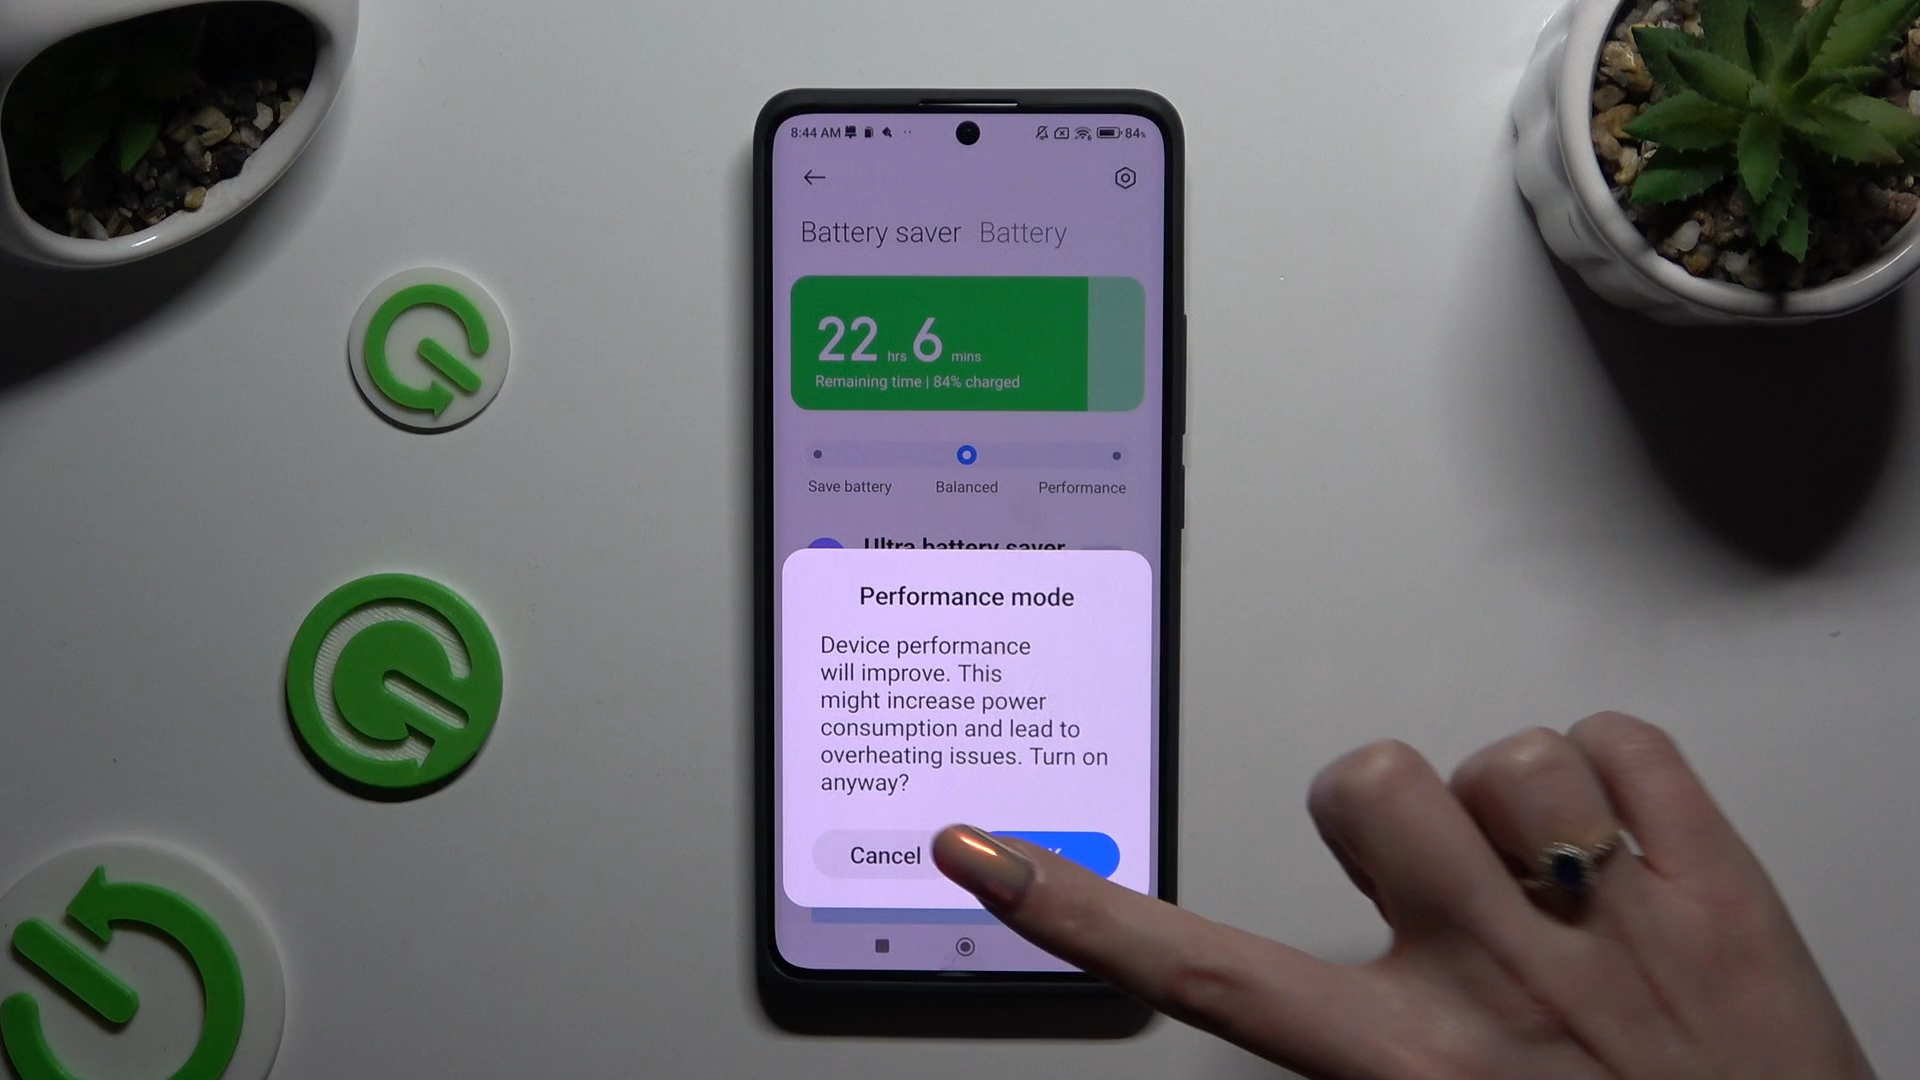 8:44 AM 84%
Battery saver Battery
22 hrs 6 mins
Remaining time | 84% charged
Save battery Balanced Performance
Ultra battery saver
Performance mode
Device performance
will improve. This
might increase power
consumption and lead to
overheating issues. Turn on
anyway?
Cancel